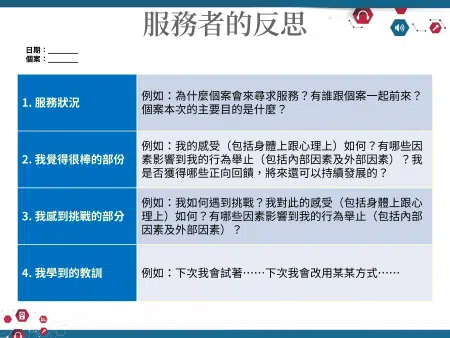 服務者的反思
日期：________
個案：________
1. 服務狀況
例如：為什麼個案會來尋求服務？有誰跟個案一起前來？
個案本次的主要目的是什麼？
2. 我覺得很棒的部份
例如：我的感受（包括身體上跟心理上）如何？有哪些因
素影響到我的行為舉止（包括內部因素及外部因素）？我
是否獲得哪些正向回饋，將來還可以持續發展的？
3. 我感到挑戰的部分
例如：我如何遇到挑戰？我對此的感受（包括身體上跟心
理上）如何？有哪些因素影響到我的行為舉止（包括內部
因素及外部因素）？
4. 我學到的教訓
例如：下次我會試著……下次我會改用某某方式……